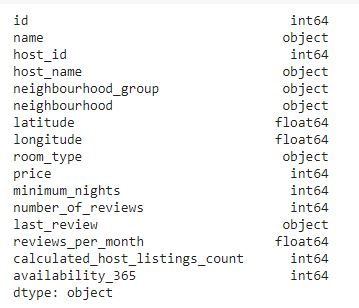 id int64
name object
host_id int64
host_name object
neighbourhood_group object
neighbourhood object
latitude float64
longitude float64
room_type object
price int64
minimum_nights int64
number_of_reviews int64
last_review object
reviews_per_month float64
calculated_host_listings_count int64
availability_365 int64
dtype: object